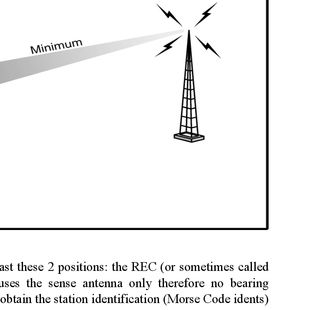 Minimum
ast these 2 positions: the REC (or sometimes called
uses the sense antenna only therefore no bearing
obtain the station identification (Morse Code idents)